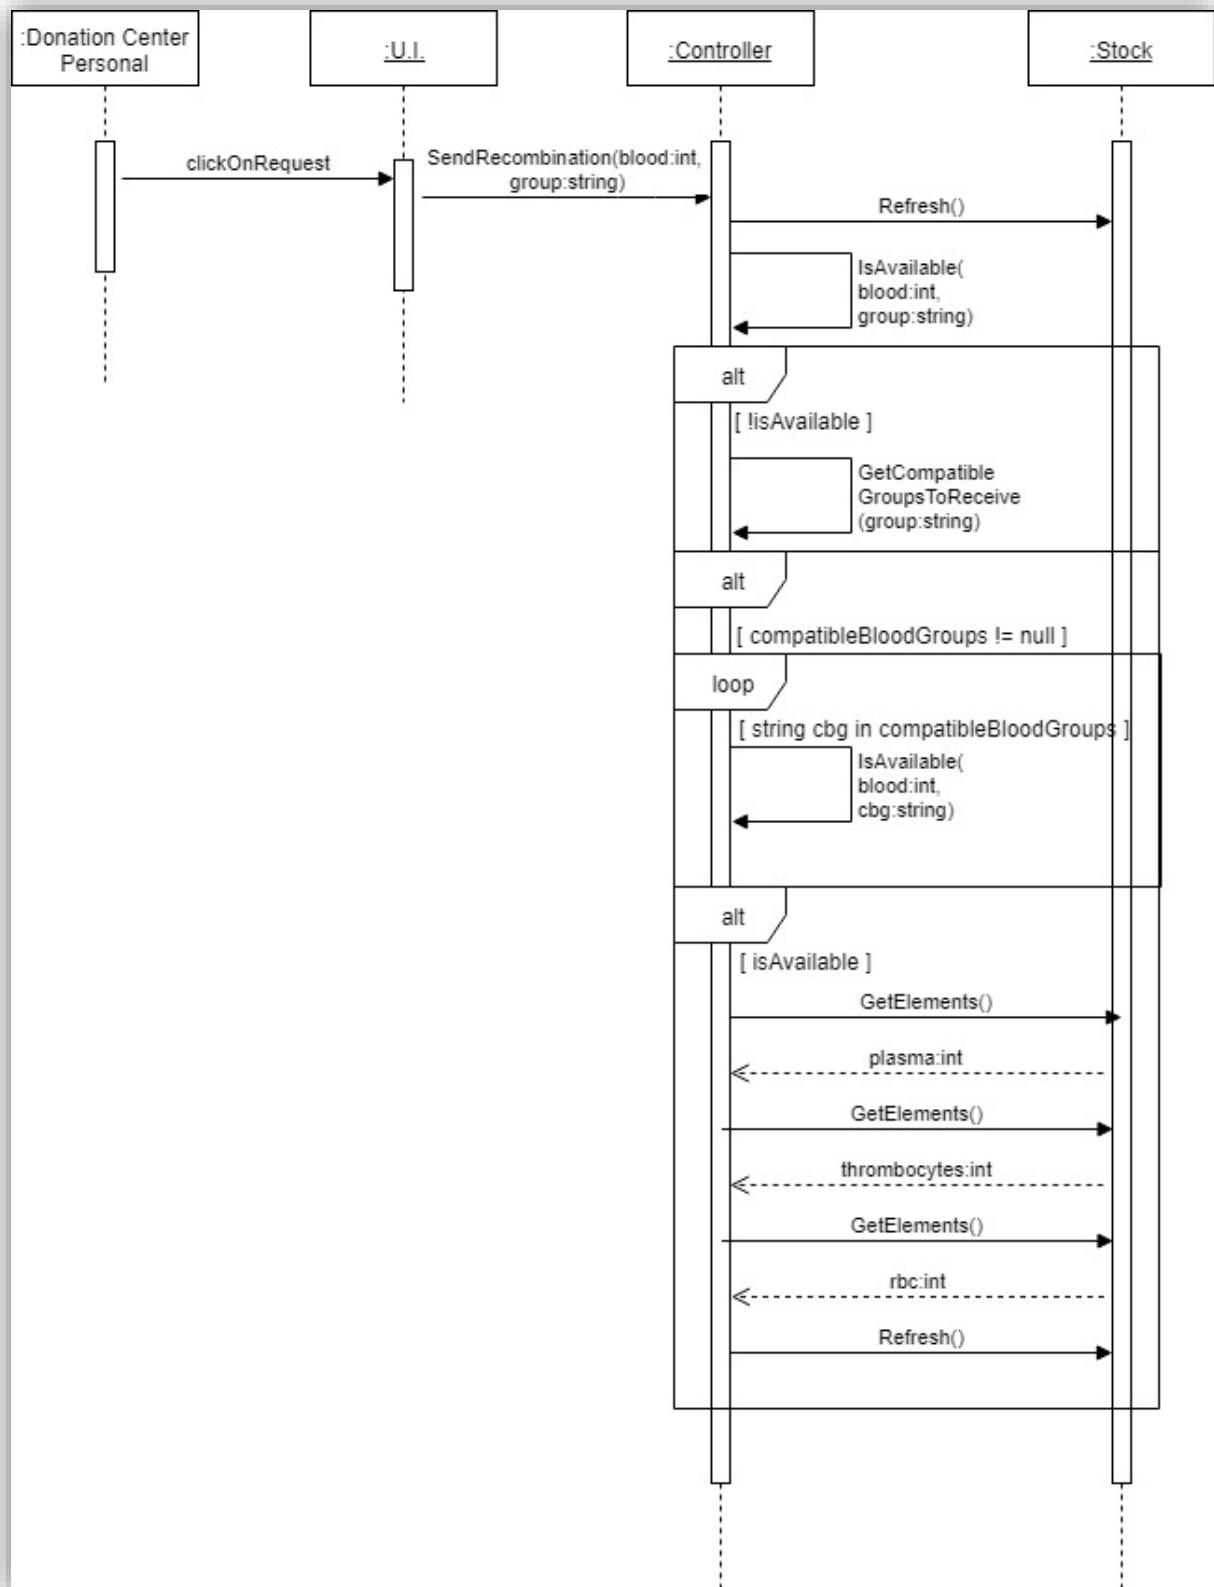 :Donation Center
Personal
:U.I.
:Controller
:Stock
clickOnRequest
SendRecombination(blood:int,
group:string)
Refresh()
IsAvailable(
blood:int,
group:string)
alt
[ !isAvailable ]
GetCompatible
GroupsToReceive
(group:string)
alt
[ compatibleBloodGroups != null ]
loop
[ string cbg in compatibleBloodGroups ]
IsAvailable(
blood:int,
cbg:string)
alt
[ isAvailable ]
GetElements()
plasma:int
GetElements()
thrombocytes:int
GetElements()
rbc:int
Refresh()